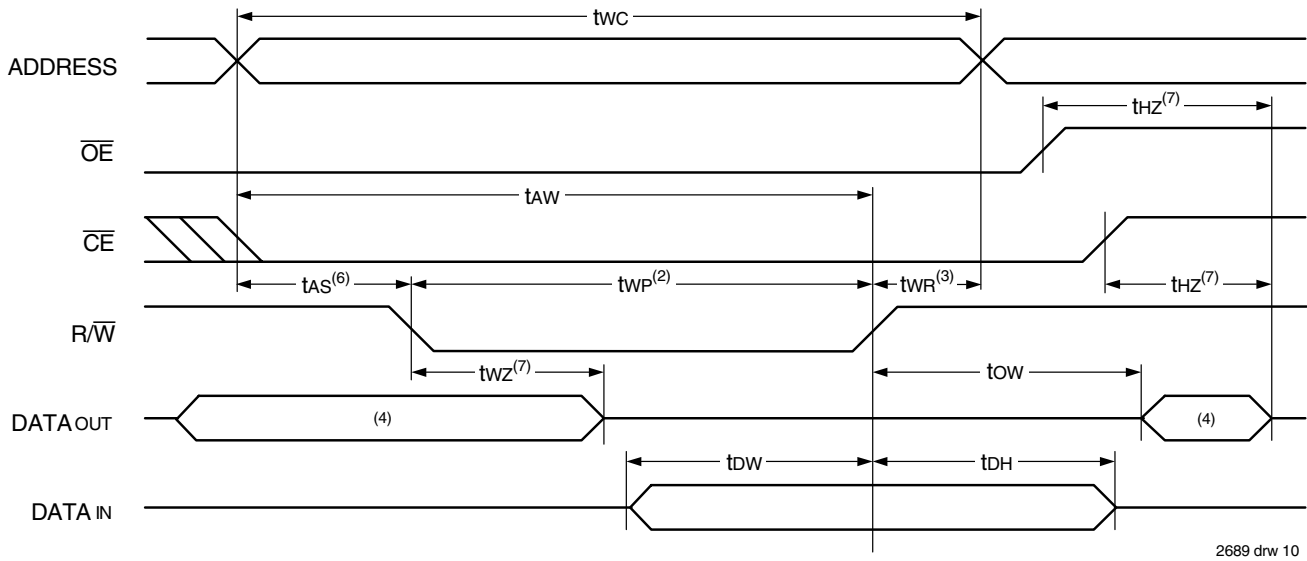 tWC
ADDRESS
tHZ(7)
OE
tAW
CE
tAS(6) tWP(2) tWR(3) tHZ(7)
R/W
tWZ(7) tOW
DATA OUT (4) (4)
tDW tDH
DATA IN
2689 drw 10